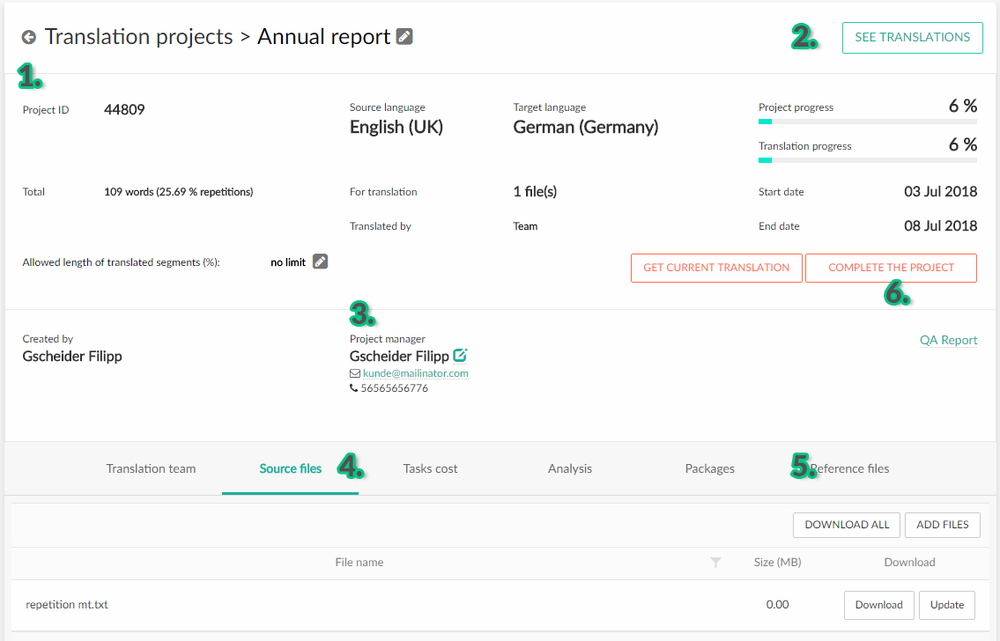 Translation projects > Annual report
2.
SEE TRANSLATIONS
1.
Project ID 44809
Source language
English (UK)
Target language
German (Germany)
Project progress 6 %
Translation progress 6 %
Total 109 words (25.69 % repetitions)
For translation 1 file(s)
Start date 03 Jul 2018
Translated by Team
End date 08 Jul 2018
Allowed length of translated segments (%): no limit
GET CURRENT TRANSLATION
COMPLETE THE PROJECT
6.
3.
Created by
Gscheider Filipp
Project manager
Gscheider Filipp
kunde@mailinator.com
56565656776
QA Report
Translation team Source files 4. Tasks cost Analysis Packages 5. Reference files
DOWNLOAD ALL ADD FILES
File name Size (MB) Download
repetition mt.txt 0.00 Download Update